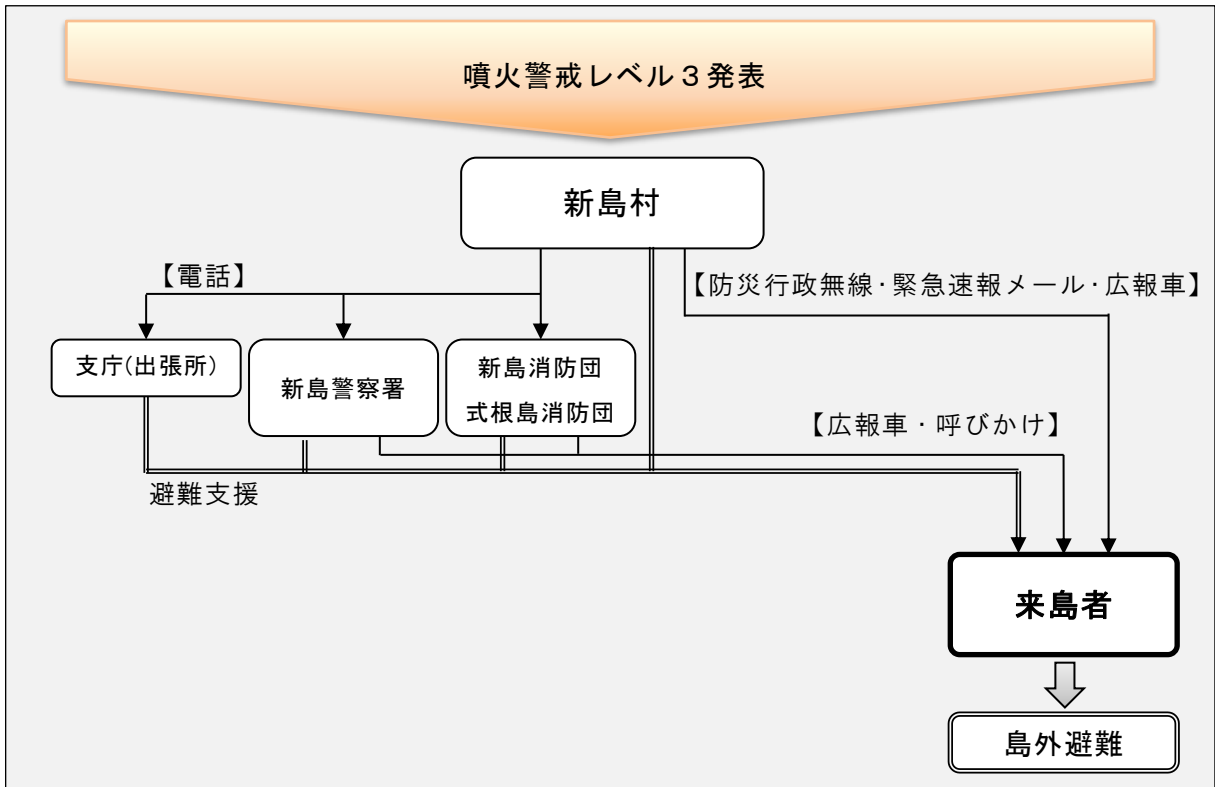 噴火警戒レベル３発表
新島村
【電話】
【防災行政無線・緊急速報メール・広報車】
支庁(出張所)
新島警察署
新島消防団
式根島消防団
【広報車・呼びかけ】
避難支援
来島者
島外避難